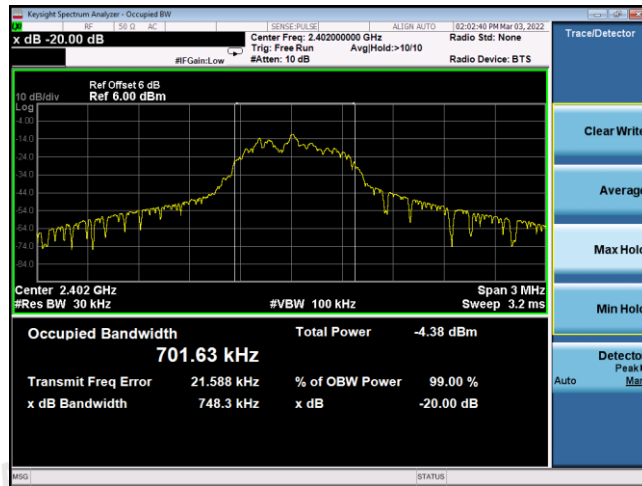 Keysight Spectrum Analyzer - Occupied BW
RF 50 Ω AC SENSE:PULSE ALIGN AUTO 02:02:40 PM Mar 03, 2022
x dB -20.00 dB
Center Freq: 2.402000000 GHz Radio Std: None
Trig: Free Run Avg|Hold:>10/10
#IFGain:Low #Atten: 10 dB Radio Device: BTS
Trace/Detector
Ref Offset 6 dB
10 dB/div Ref 6.00 dBm
Log
-4.00
-14.0
-24.0
-34.0
-44.0
-54.0
-64.0
-74.0
-84.0
Center 2.402 GHz Span 3 MHz
#Res BW 30 kHz #VBW 100 kHz Sweep 3.2 ms
Occupied Bandwidth Total Power -4.38 dBm
701.63 kHz
Transmit Freq Error 21.588 kHz % of OBW Power 99.00 %
x dB Bandwidth 748.3 kHz x dB -20.00 dB
Clear Write
Average
Max Hold
Min Hold
Detector
Peak
Auto Man
MSG STATUS